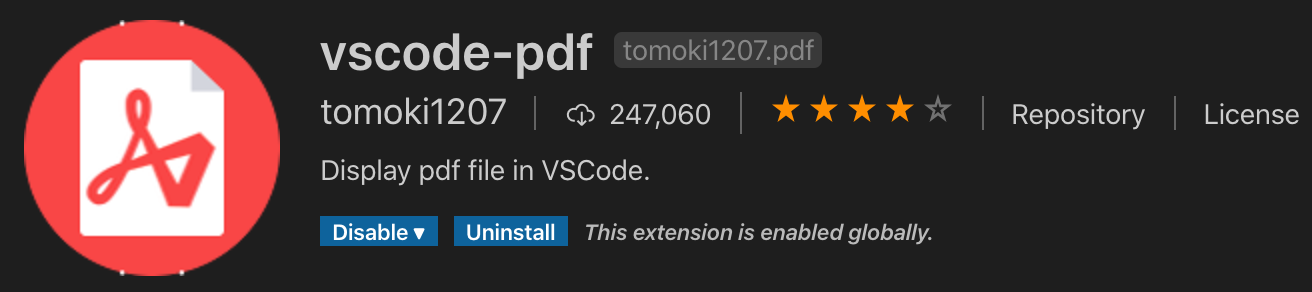 vscode-pdf tomoki1207.pdf
tomoki1207 247,060 Repository License
Display pdf file in VSCode.
Disable ▾ Uninstall This extension is enabled globally.